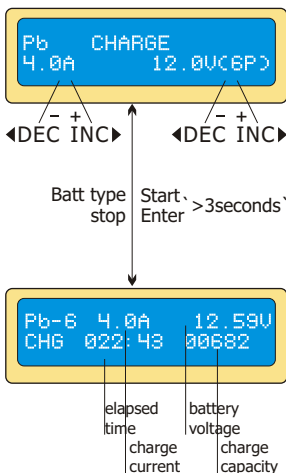 Pb CHARGE
4.0A 12.0V(6P)
- + - +
◀DEC INC▶ ◀DEC INC▶
Batt type Start、>3seconds、
stop Enter
Pb-6 4.0A 12.59V
CHG 022:43 00682
elapsed battery
time voltage
charge charge
current capacity